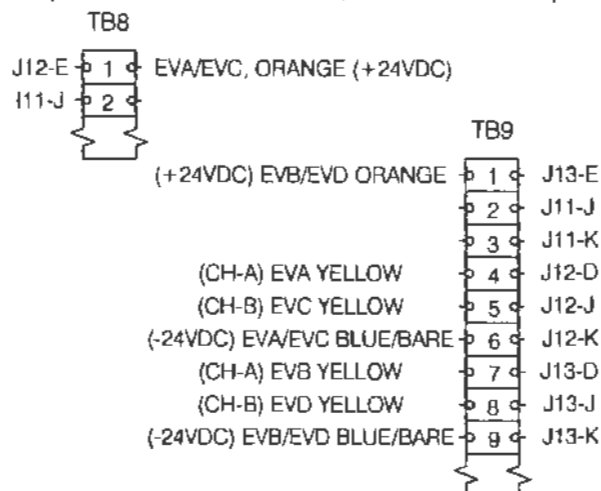 TB8
J12-E 1 EVA/EVC, ORANGE (+24VDC)
I11-J 2
TB9
(+24VDC) EVB/EVD ORANGE 1 J13-E
2 J11-J
3 J11-K
(CH-A) EVA YELLOW 4 J12-D
(CH-B) EVC YELLOW 5 J12-J
(-24VDC) EVA/EVC BLUE/BARE 6 J12-K
(CH-A) EVB YELLOW 7 J13-D
(CH-B) EVD YELLOW 8 J13-J
(-24VDC) EVB/EVD BLUE/BARE 9 J13-K